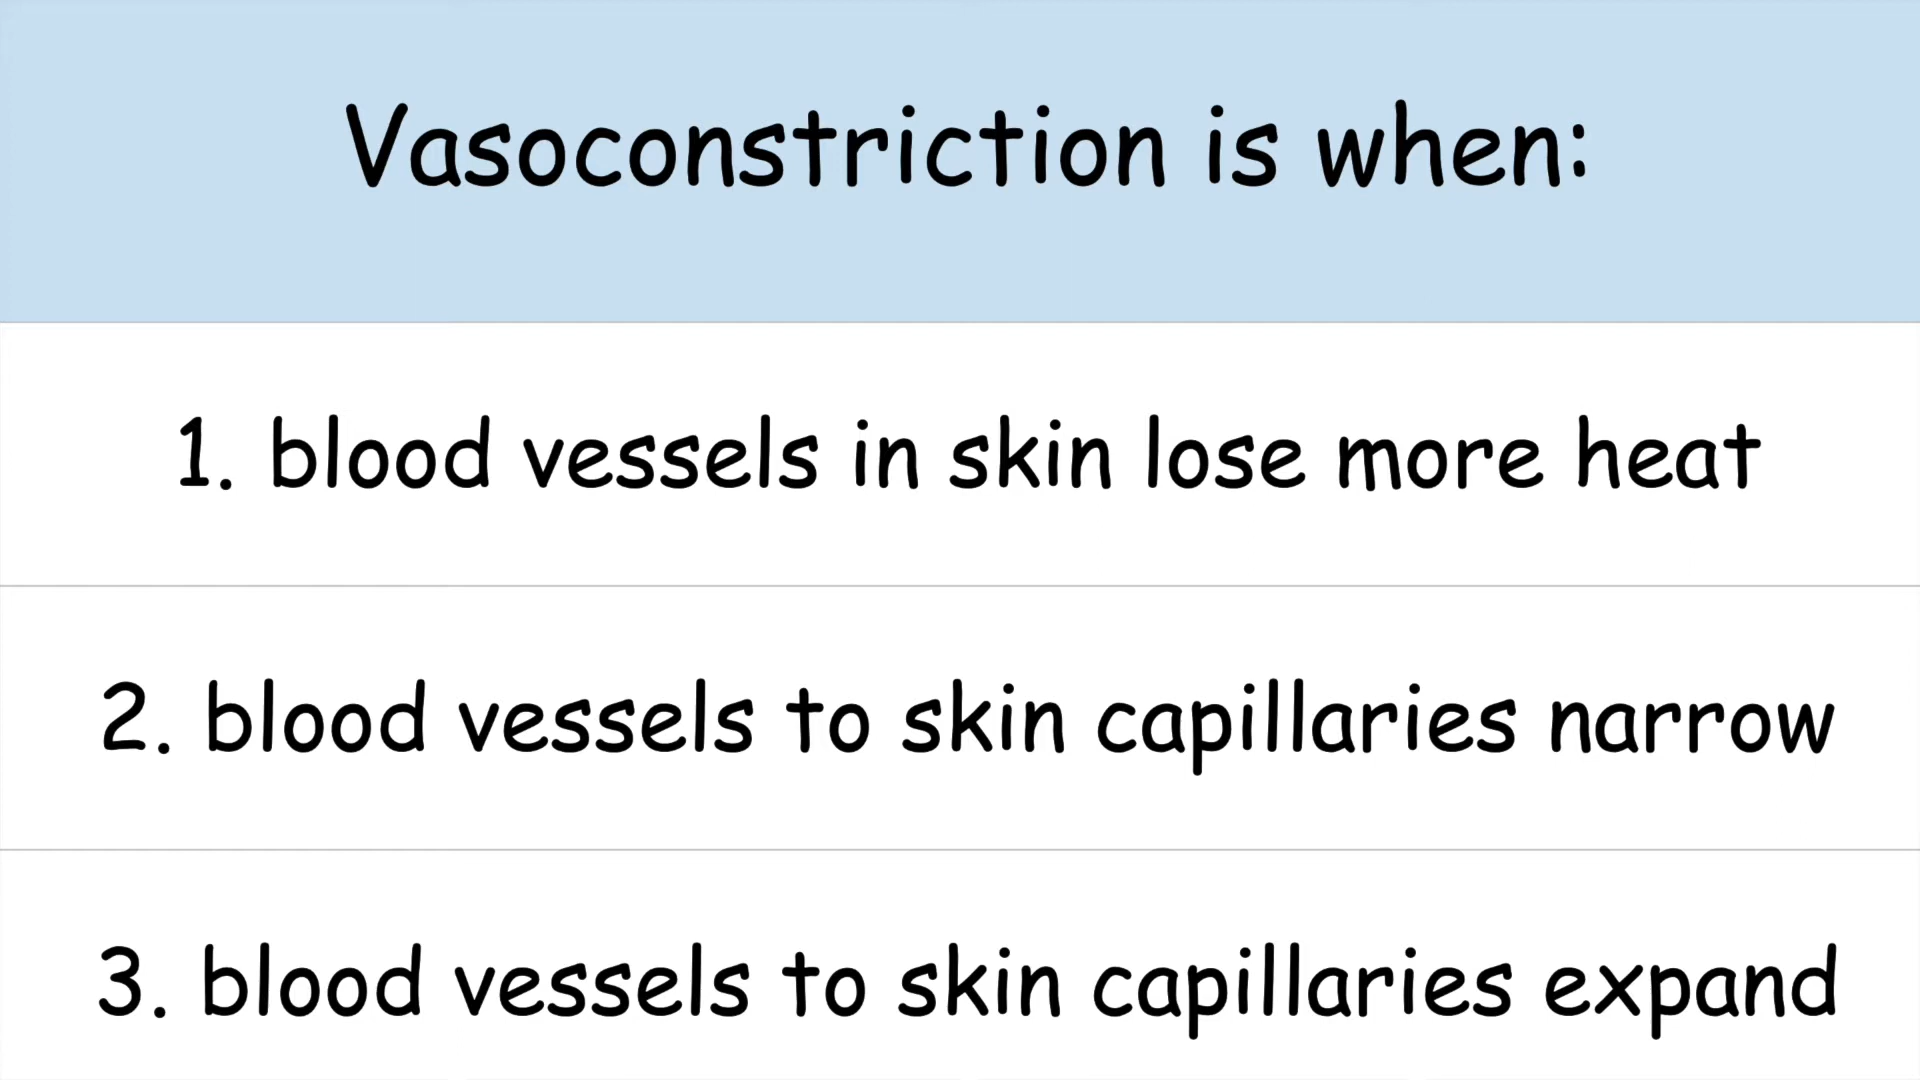 Vasoconstriction is when:
1. blood vessels in skin lose more heat
2. blood vessels to skin capillaries narrow
3. blood vessels to skin capillaries expand